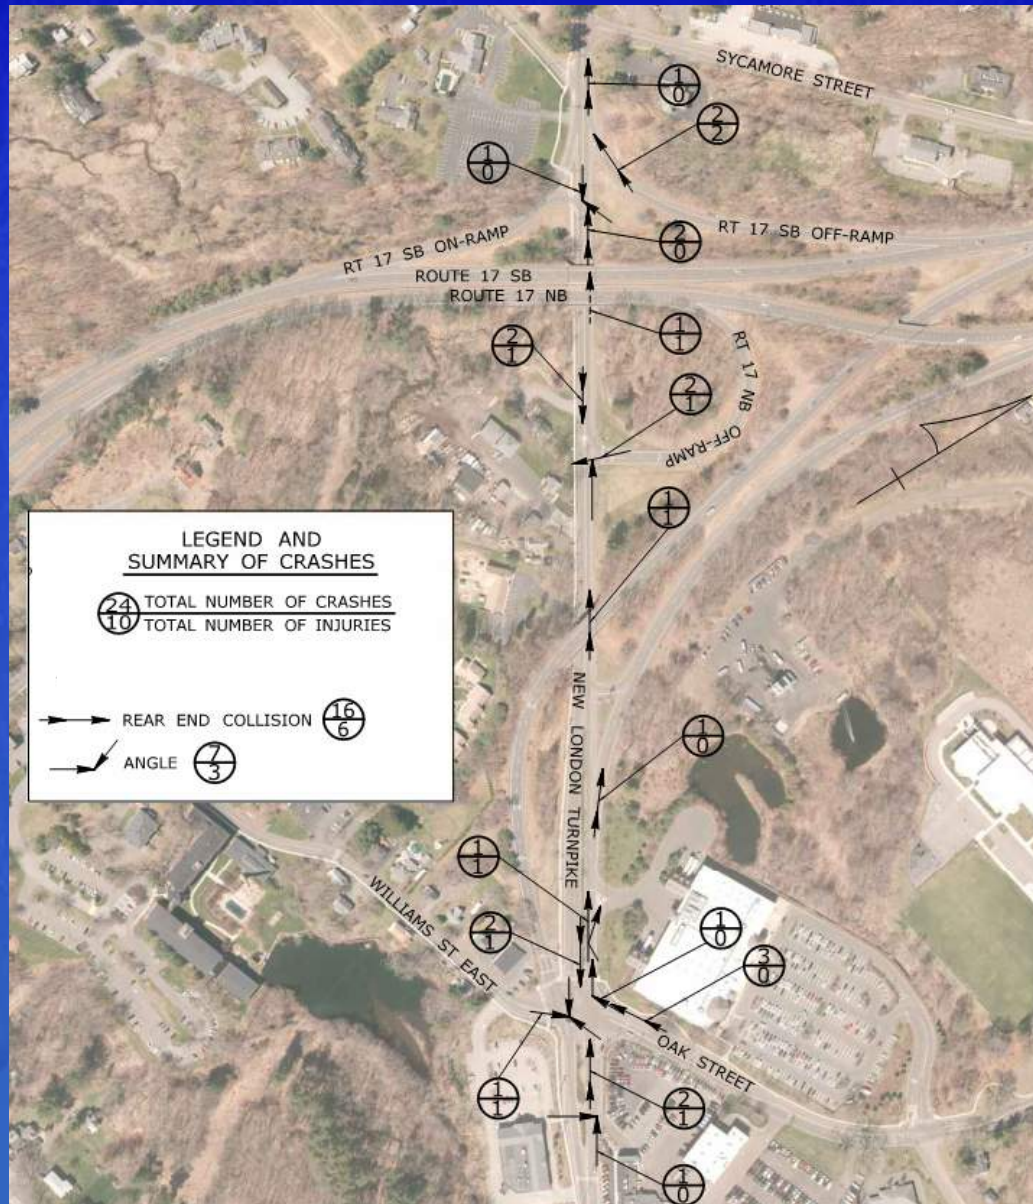 SYCAMORE STREET
1
0
2
2
1
0
RT 17 SB OFF-RAMP
2
0
RT 17 SB ON-RAMP
ROUTE 17 SB
ROUTE 17 NB
1
1
2
1
RT 17 NB OFF-RAMP
2
1
1
1
LEGEND AND
SUMMARY OF CRASHES
24 TOTAL NUMBER OF CRASHES
10 TOTAL NUMBER OF INJURIES
REAR END COLLISION 16
6
ANGLE 7
3
NEW LONDON TURNPIKE
1
0
1
1
WILLIAMS ST EAST
2
1
1
0
3
0
OAK STREET
1
1
2
1
1
0